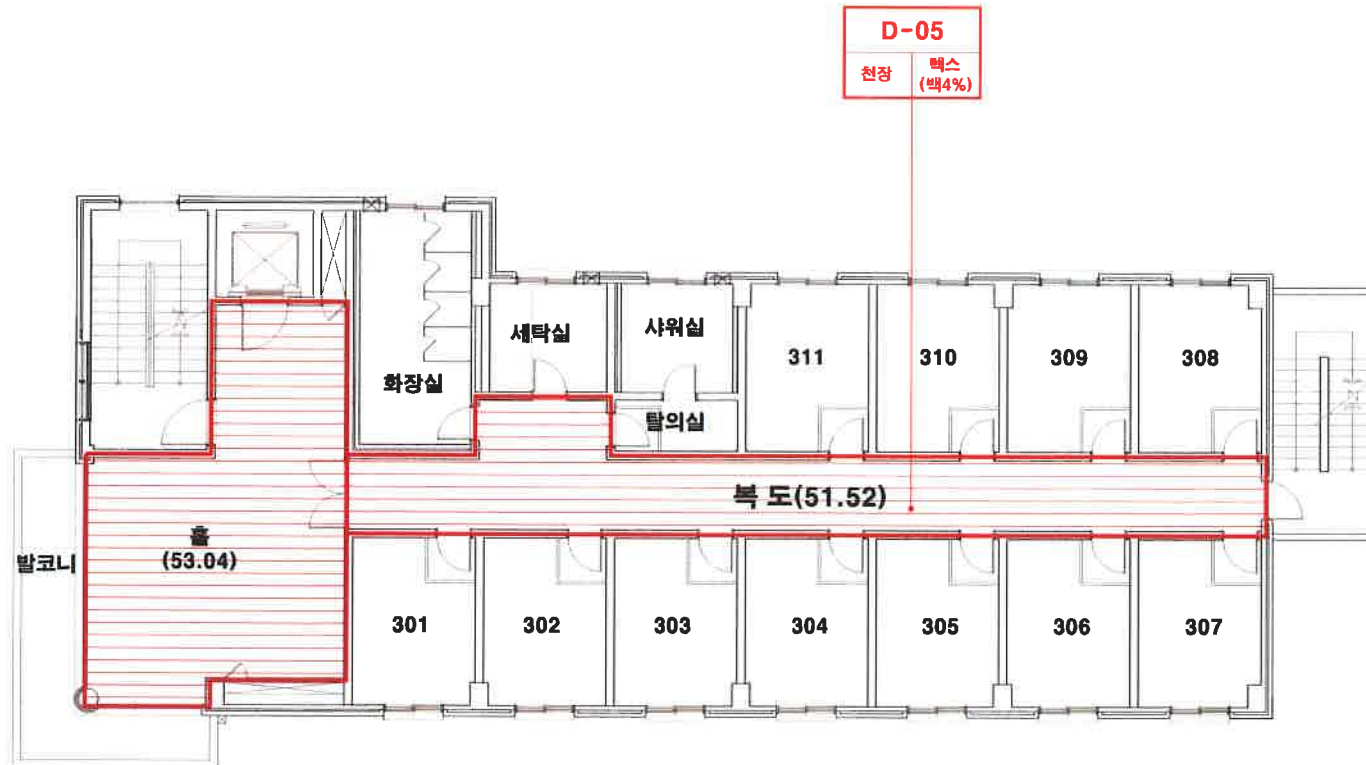 D-05
천장
텍스
(백4%)
세탁실
샤워실
화장실
탈의실
311
310
309
308
복 도(51.52)
홀
(53.04)
발코니
301
302
303
304
305
306
307